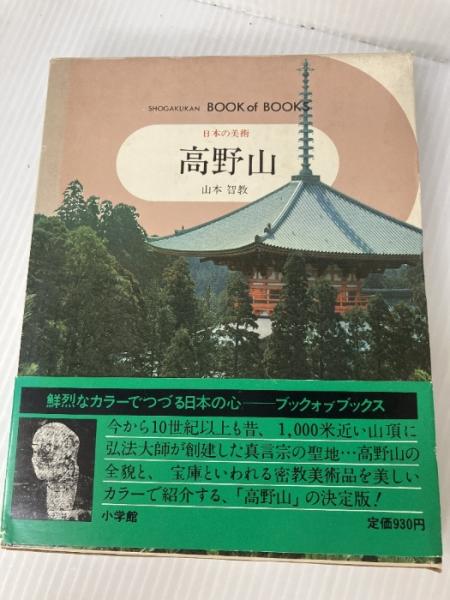 SHOGAKUKAN BOOK of BOOKS
日本の美術
高野山
山本 智教
鮮烈なカラーでつづる日本の心——ブックオブブックス
今から10世紀以上も昔、1,000米近い山頂に
弘法大師が創建した真言宗の聖地…高野山の
全貌と、宝庫といわれる密教美術品を美しい
カラーで紹介する、「高野山」の決定版!
小学館
定価930円